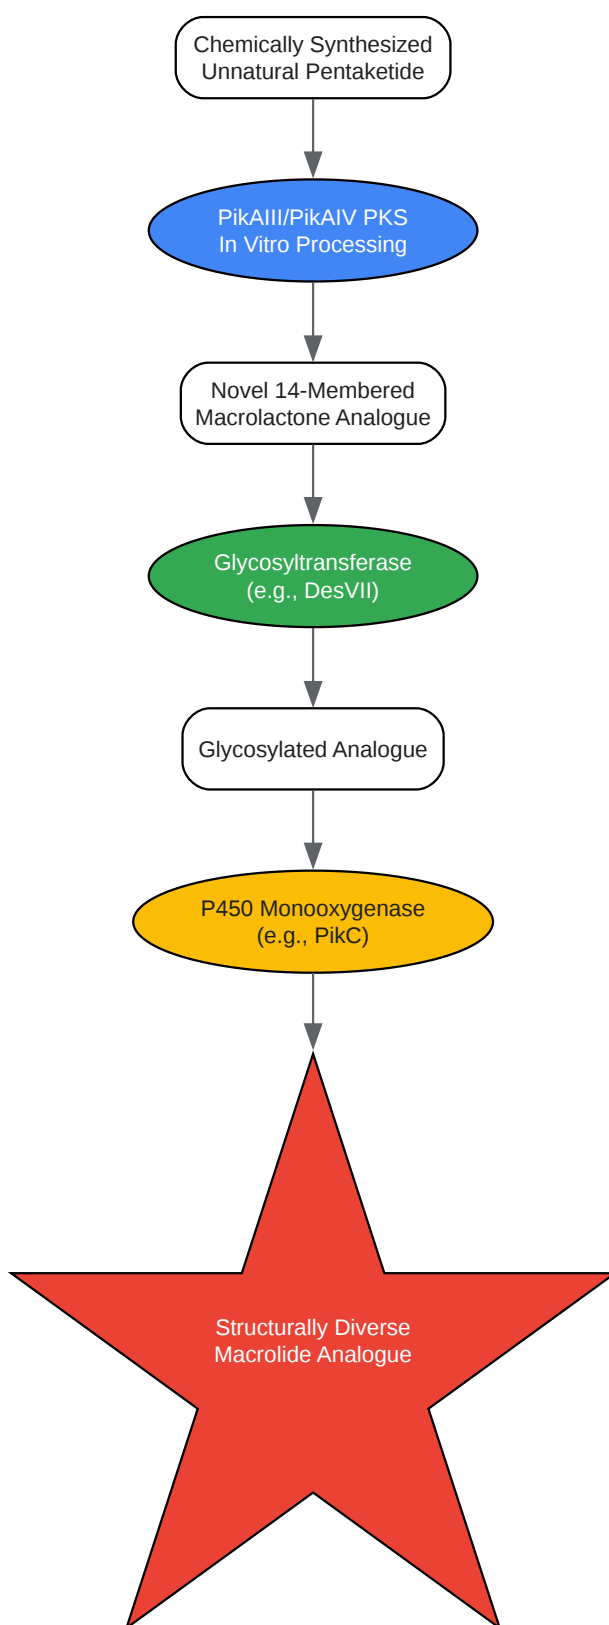 Chemically Synthesized
Unnatural Pentaketide
PikAIII/PikAIV PKS
In Vitro Processing
Novel 14-Membered
Macrolactone Analogue
Glycosyltransferase
(e.g., DesVII)
Glycosylated Analogue
P450 Monooxygenase
(e.g., PikC)
Structurally Diverse
Macrolide Analogue